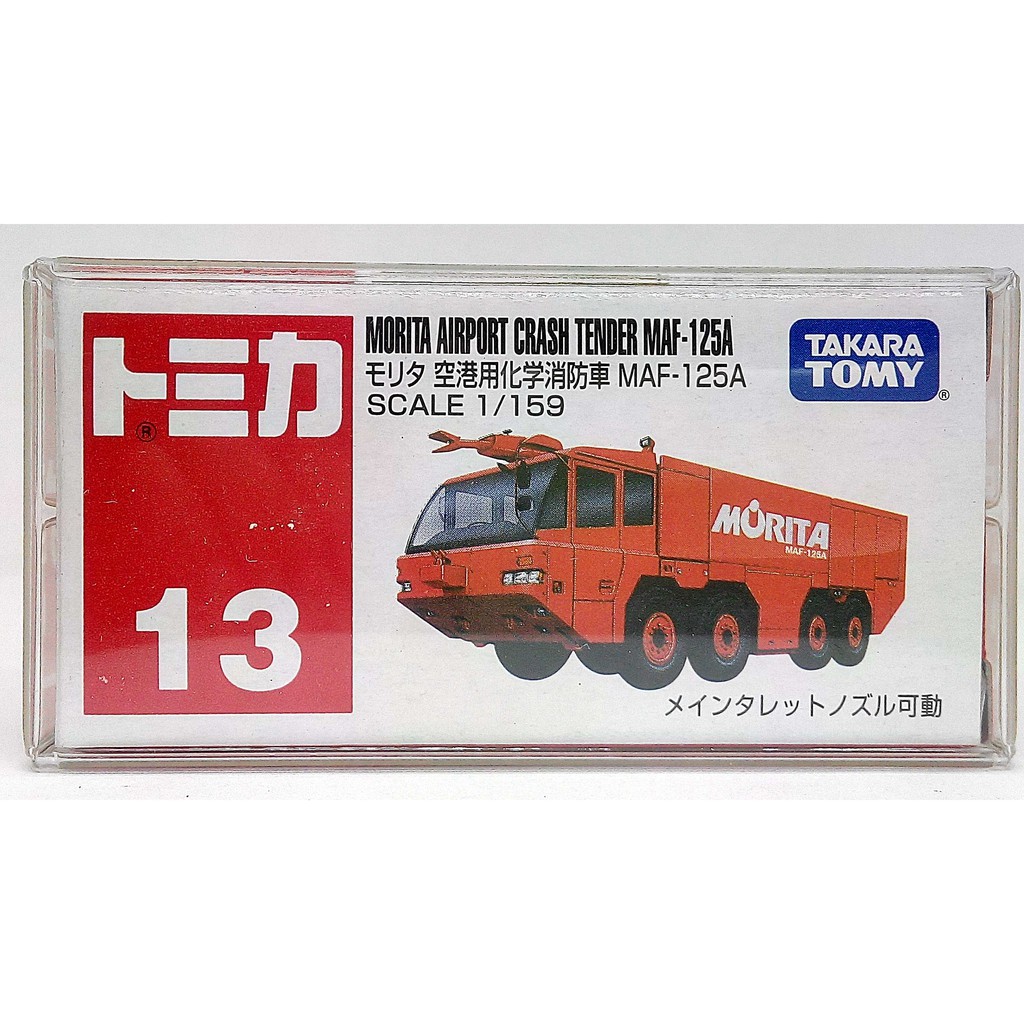 トミカ
®
13
MORITA AIRPORT CRASH TENDER MAF-125A
モリタ 空港用化学消防車 MAF-125A
SCALE 1/159
TAKARA
TOMY®
MORITA
MAF-125A
メインタレットノズル可動